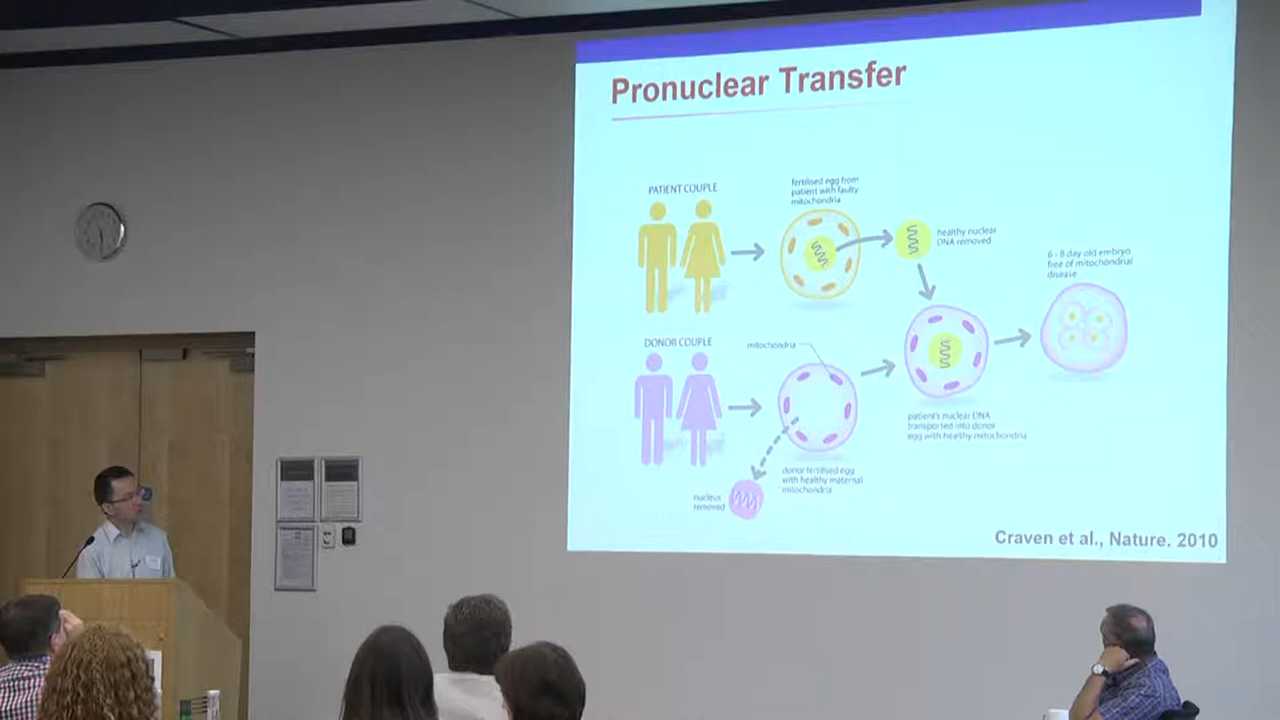 Pronuclear Transfer
PATIENT COUPLE
fertilised egg from
patient with faulty
mitochondria
healthy nuclear
DNA removed
6 - 8 day old embryo
free of mitochondrial
disease
DONOR COUPLE
mitochondria
patient's nuclear DNA
transported into donor
egg with healthy mitochondria
donor fertilised egg
with healthy maternal
mitochondria
nucleus
removed
Craven et al., Nature. 2010